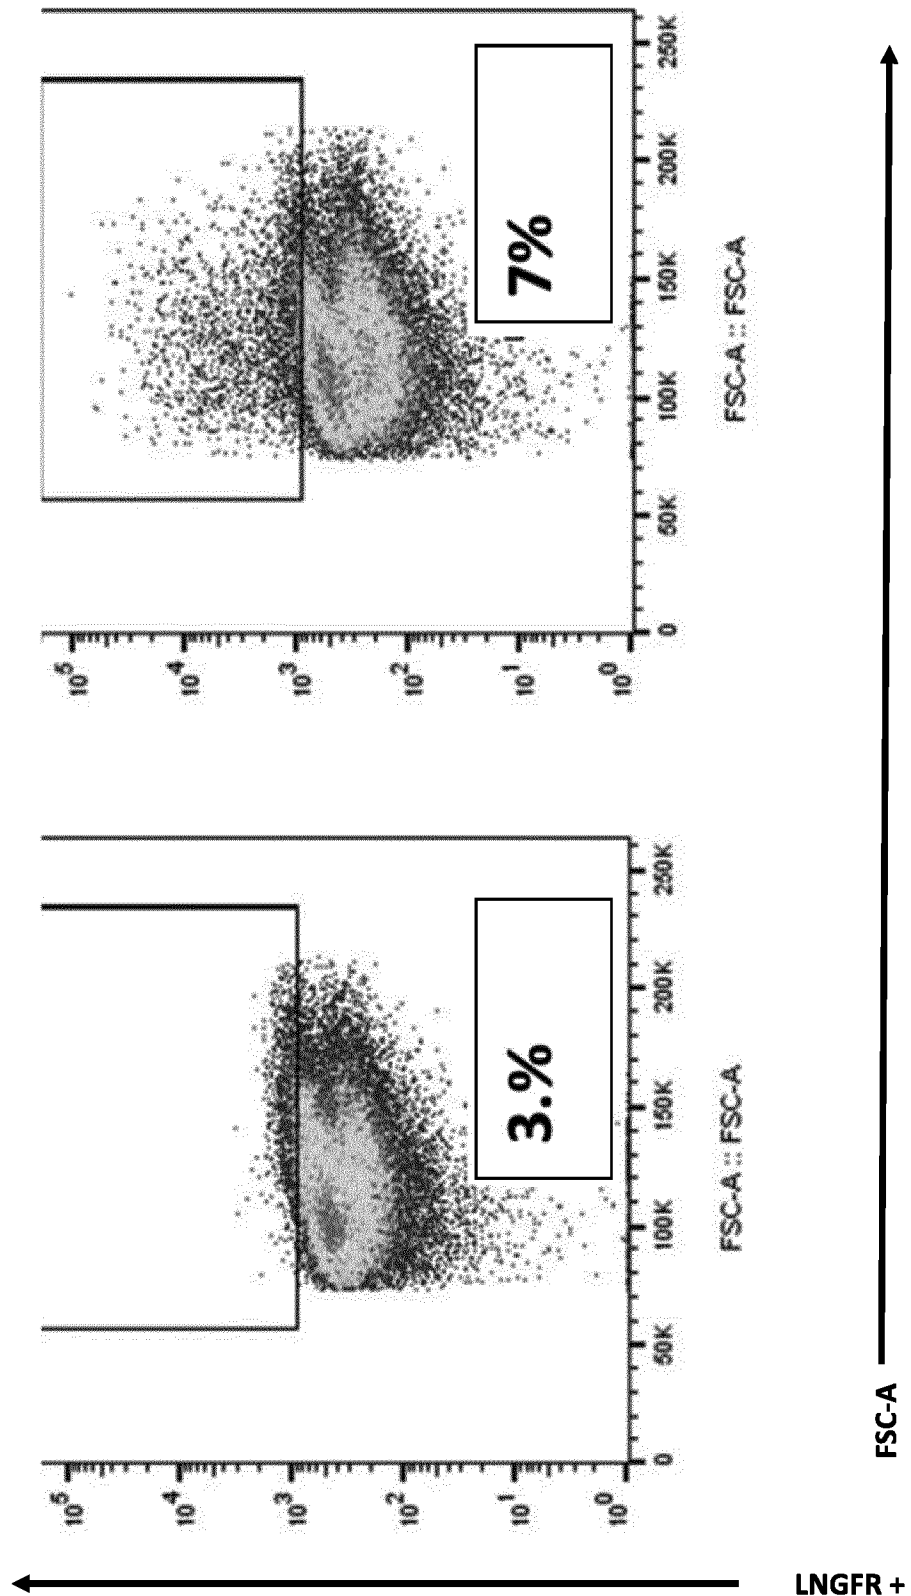 10^5
10^4
10^3
10^2
10^1
10^0
0
50K
100K
150K
200K
250K
FSC-A :: FSC-A
3.%
10^5
10^4
10^3
10^2
10^1
10^0
0
50K
100K
150K
200K
250K
FSC-A :: FSC-A
7%
LNGFR +
FSC-A